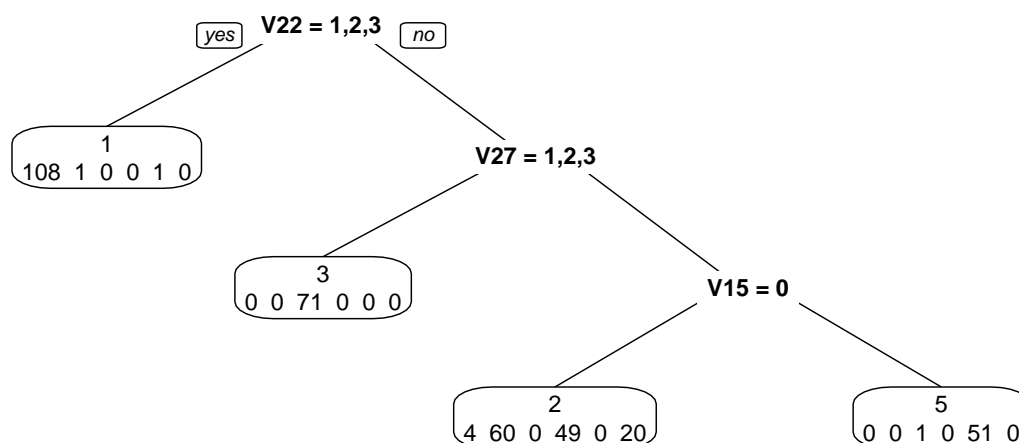 yes V22 = 1,2,3 no
1
108 1 0 0 1 0
V27 = 1,2,3
3
0 0 71 0 0 0
V15 = 0
2
4 60 0 49 0 20
5
0 0 1 0 51 0